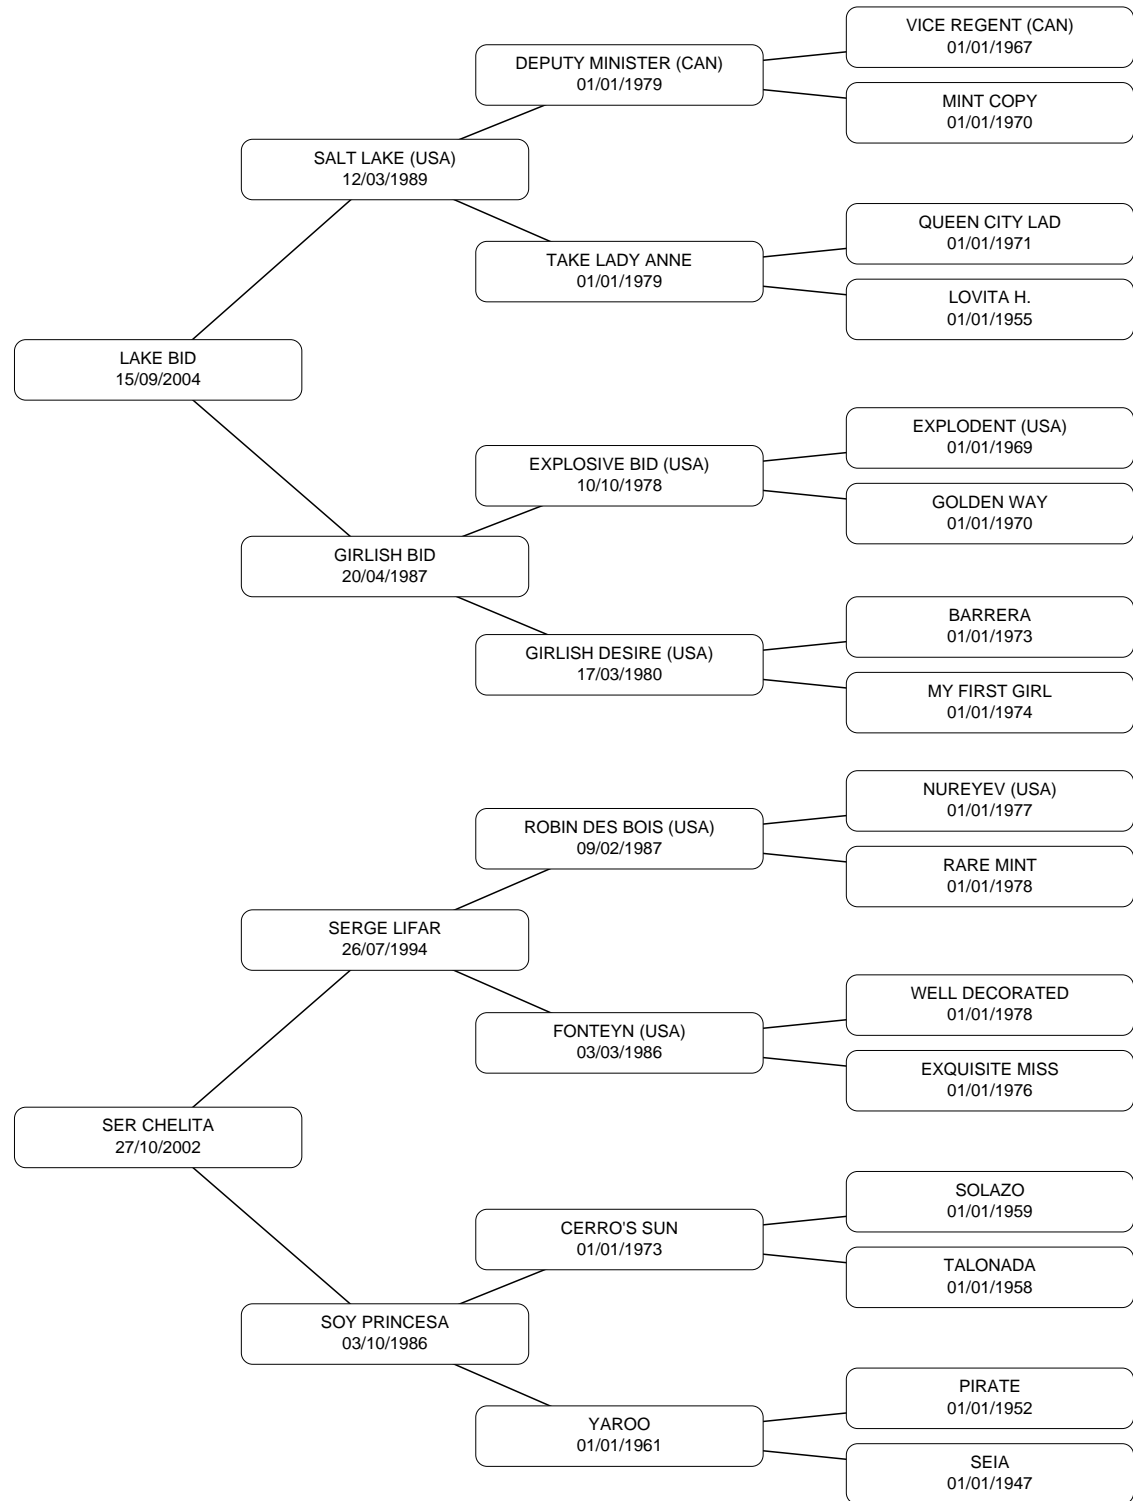 VICE REGENT (CAN)
01/01/1967
DEPUTY MINISTER (CAN)
01/01/1979
MINT COPY
01/01/1970
SALT LAKE (USA)
12/03/1989
QUEEN CITY LAD
01/01/1971
TAKE LADY ANNE
01/01/1979
LOVITA H.
01/01/1955
LAKE BID
15/09/2004
EXPLODENT (USA)
01/01/1969
EXPLOSIVE BID (USA)
10/10/1978
GOLDEN WAY
01/01/1970
GIRLISH BID
20/04/1987
BARRERA
01/01/1973
GIRLISH DESIRE (USA)
17/03/1980
MY FIRST GIRL
01/01/1974
NUREYEV (USA)
01/01/1977
ROBIN DES BOIS (USA)
09/02/1987
RARE MINT
01/01/1978
SERGE LIFAR
26/07/1994
WELL DECORATED
01/01/1978
FONTEYN (USA)
03/03/1986
EXQUISITE MISS
01/01/1976
SER CHELITA
27/10/2002
SOLAZO
01/01/1959
CERRO'S SUN
01/01/1973
TALONADA
01/01/1958
SOY PRINCESA
03/10/1986
PIRATE
01/01/1952
YAROO
01/01/1961
SEIA
01/01/1947